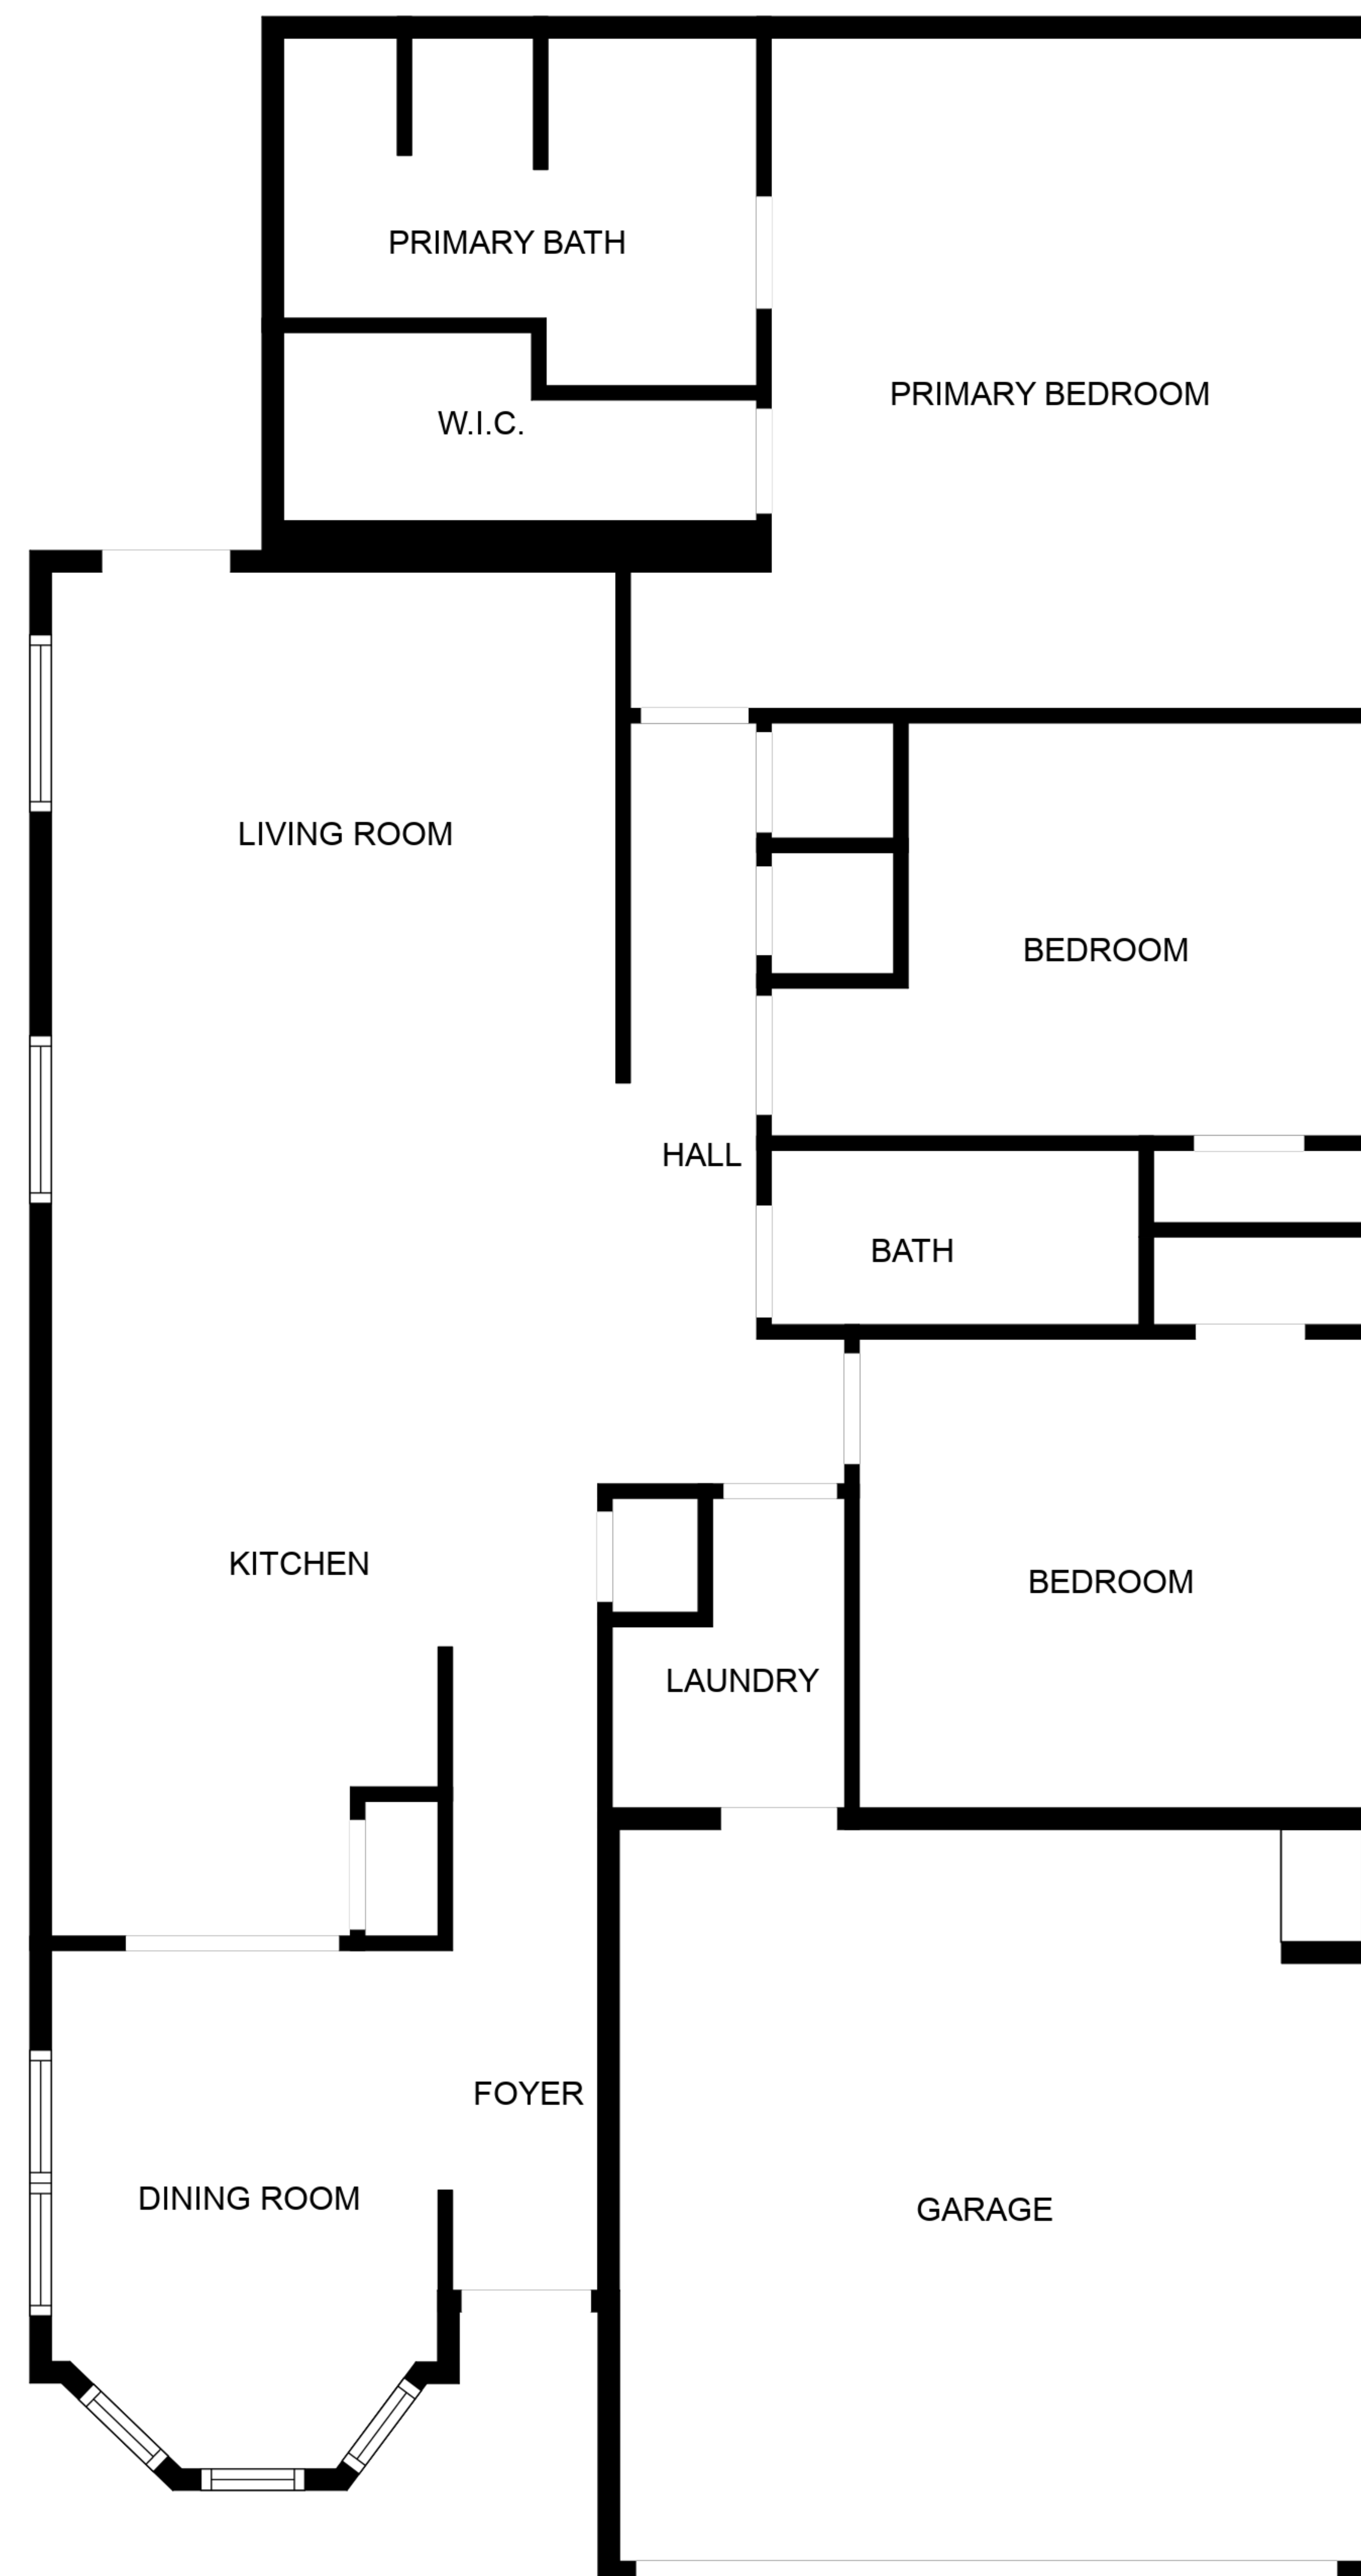 PRIMARY BATH
PRIMARY BEDROOM
W.I.C.
LIVING ROOM
BEDROOM
HALL
BATH
KITCHEN
BEDROOM
LAUNDRY
FOYER
DINING ROOM
GARAGE